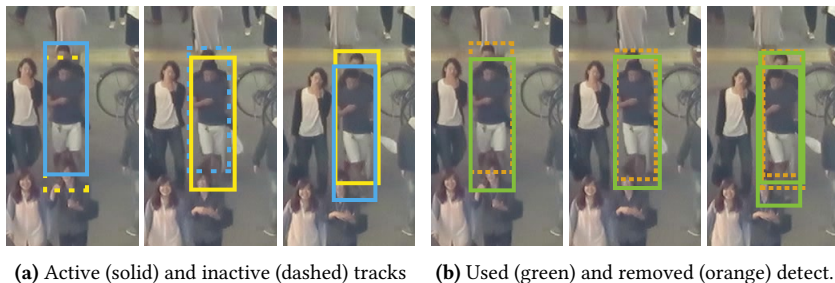 (a) Active (solid) and inactive (dashed) tracks
(b) Used (green) and removed (orange) detect.